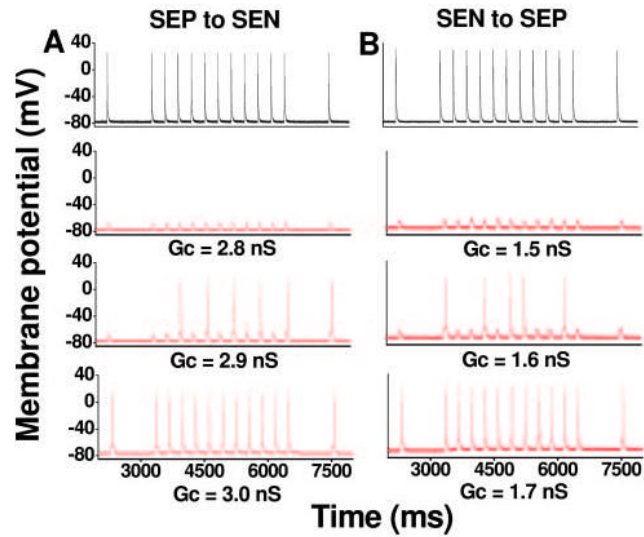 SEP to SEN
SEN to SEP
A
B
Membrane potential (mV)
40
0
-40
-80
40
0
-40
-80
Gc = 2.8 nS
Gc = 1.5 nS
40
0
-40
-80
Gc = 2.9 nS
Gc = 1.6 nS
40
0
-40
-80
3000 4500 6000 7500
3000 4500 6000 7500
Gc = 3.0 nS
Gc = 1.7 nS
Time (ms)